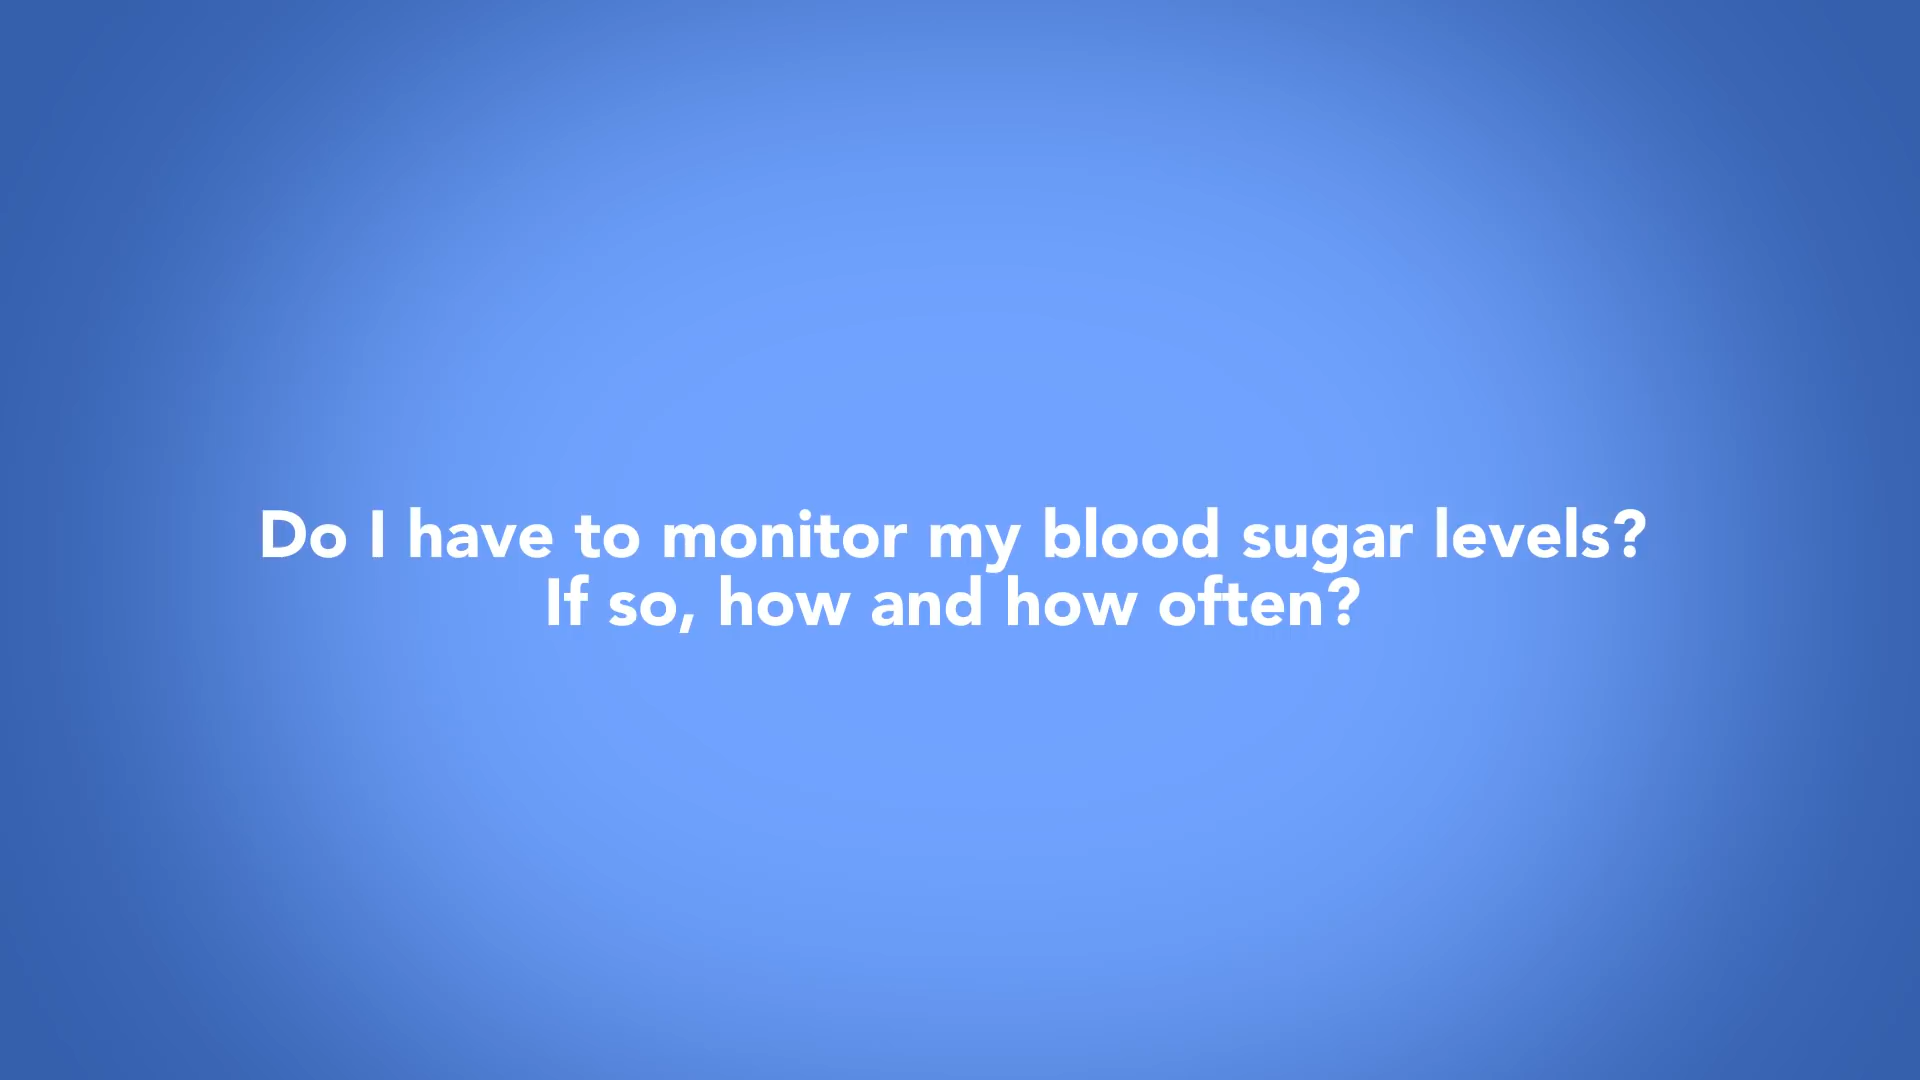 Do I have to monitor my blood sugar levels?
If so, how and how often?